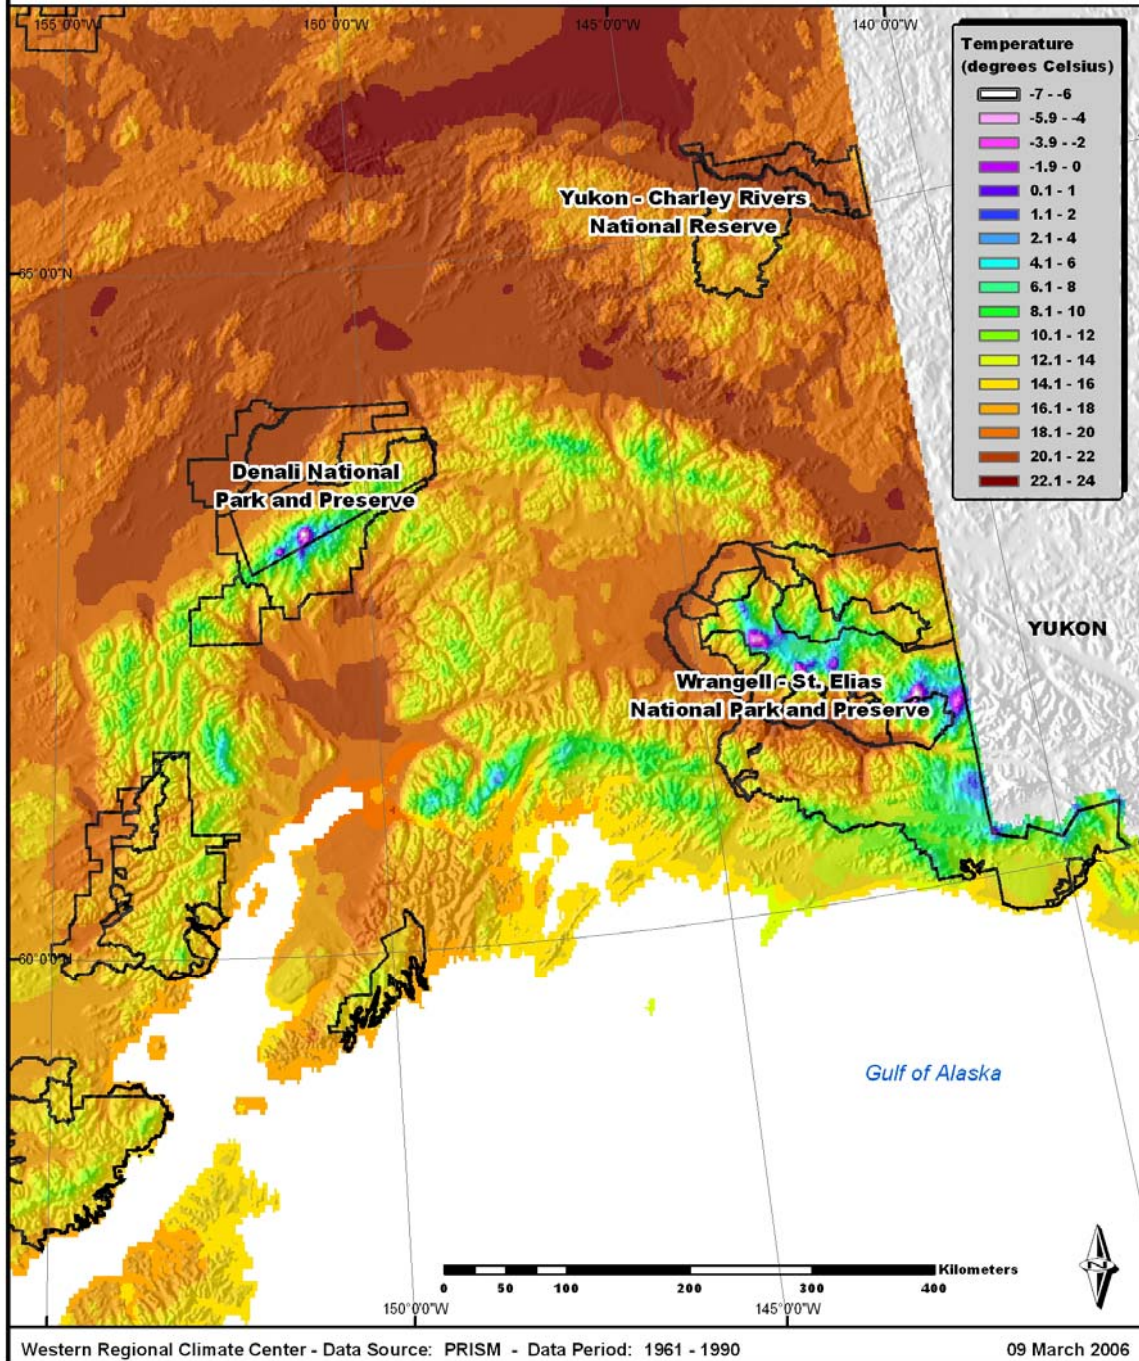 155°0'0"W
150°0'0"W
145°0'0"W
140°0'0"W
Temperature
(degrees Celsius)
-7 - -6
-5.9 - -4
-3.9 - -2
-1.9 - 0
0.1 - 1
1.1 - 2
2.1 - 4
4.1 - 6
6.1 - 8
8.1 - 10
10.1 - 12
12.1 - 14
14.1 - 16
16.1 - 18
18.1 - 20
20.1 - 22
22.1 - 24
Yukon - Charley Rivers
National Reserve
65°0'0"N
Denali National
Park and Preserve
YUKON
Wrangell - St. Elias
National Park and Preserve
60°0'0"N
Gulf of Alaska
N
Kilometers
0 50 100 200 300 400
150°0'0"W
145°0'0"W
Western Regional Climate Center - Data Source: PRISM - Data Period: 1961 - 1990
09 March 2006